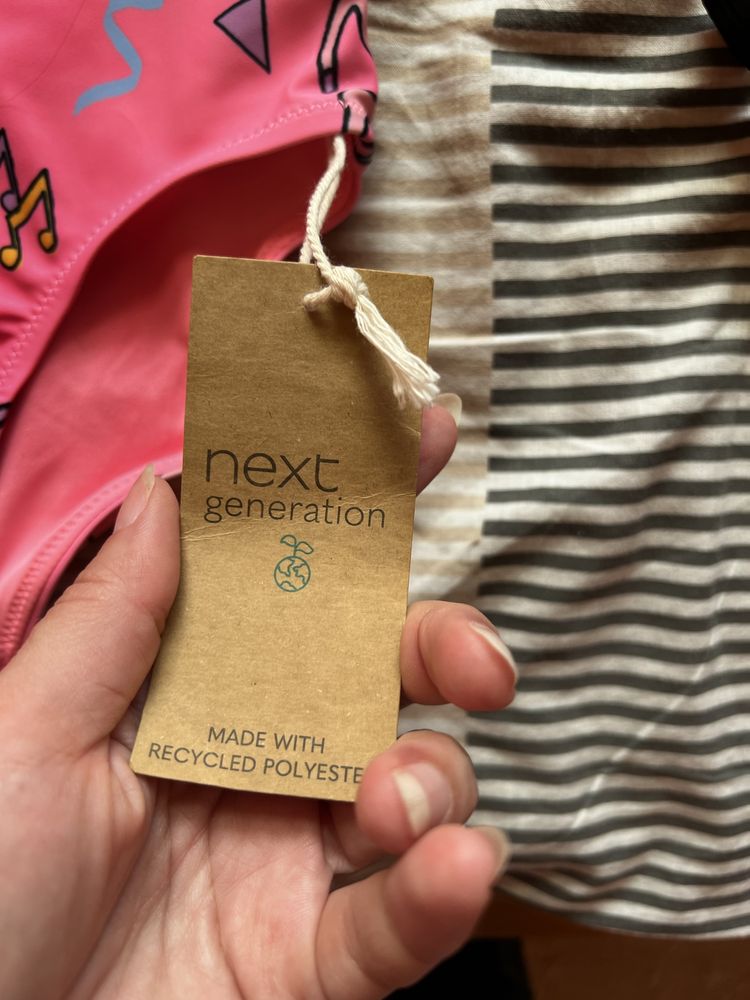 next
generation
MADE WITH
RECYCLED POLYESTE